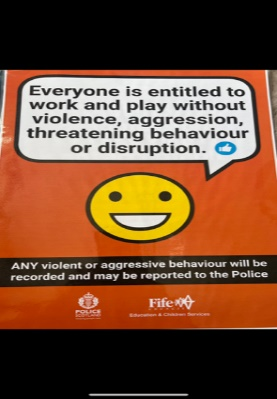 Everyone is entitled to
work and play without
violence, aggression,
threatening behaviour
or disruption.
ANY violent or aggressive behaviour will be
recorded and may be reported to the Police
POLICE
SCOTLAND
Fife
Education & Children Services